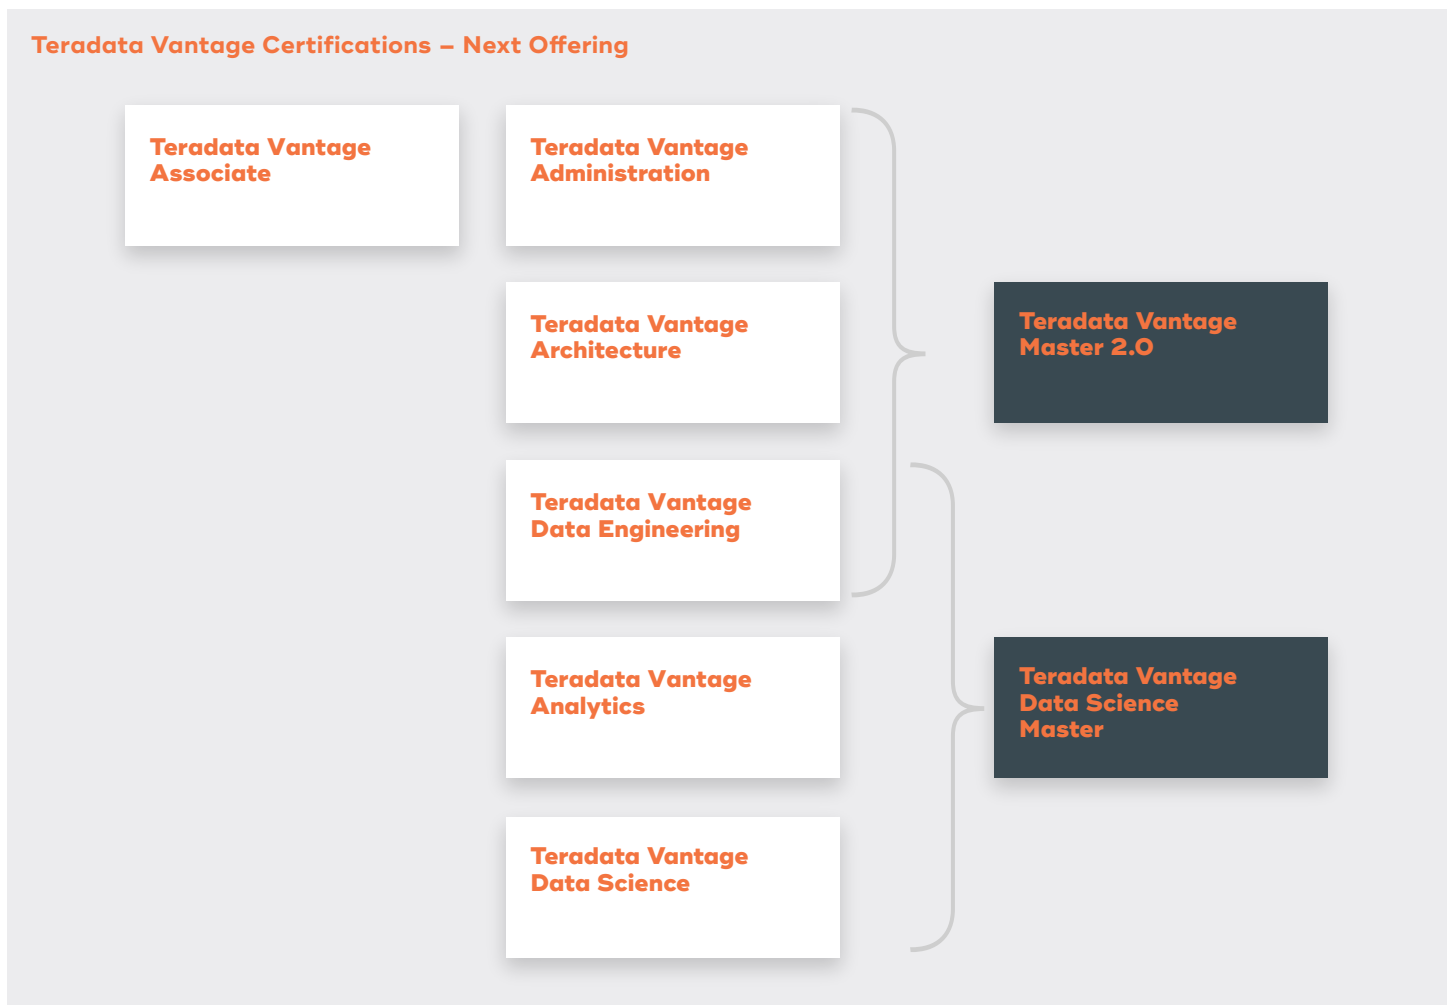 Teradata Vantage Certifications – Next Offering
Teradata Vantage
Associate
Teradata Vantage
Administration
Teradata Vantage
Architecture
Teradata Vantage
Master 2.0
Teradata Vantage
Data Engineering
Teradata Vantage
Analytics
Teradata Vantage
Data Science
Master
Teradata Vantage
Data Science